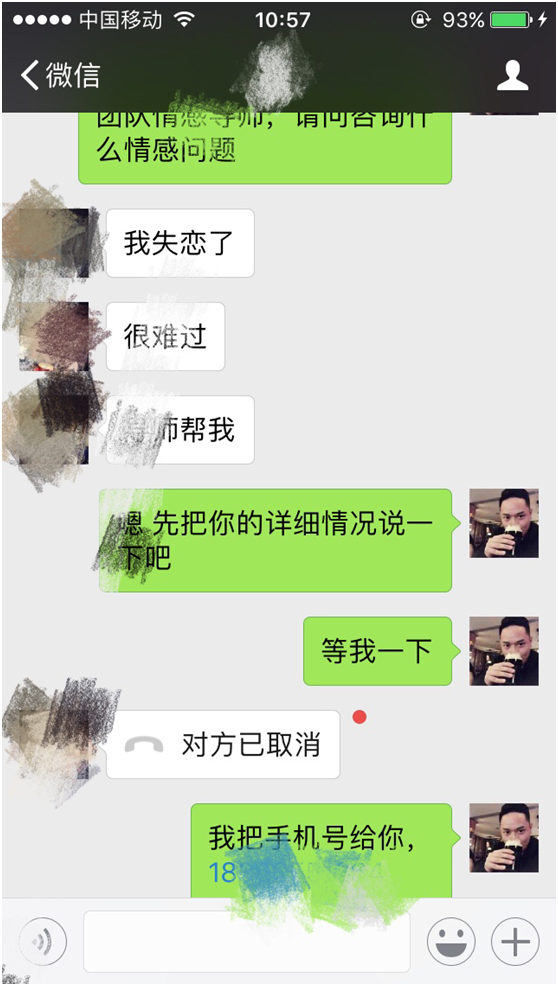 中国移动
10:57
93%
微信
团队情感导师，请问咨询什
么情感问题
我失恋了
很难过
师帮我
嗯 先把你的详细情况说一
下吧
等我一下
对方已取消
我把手机号给你，
18